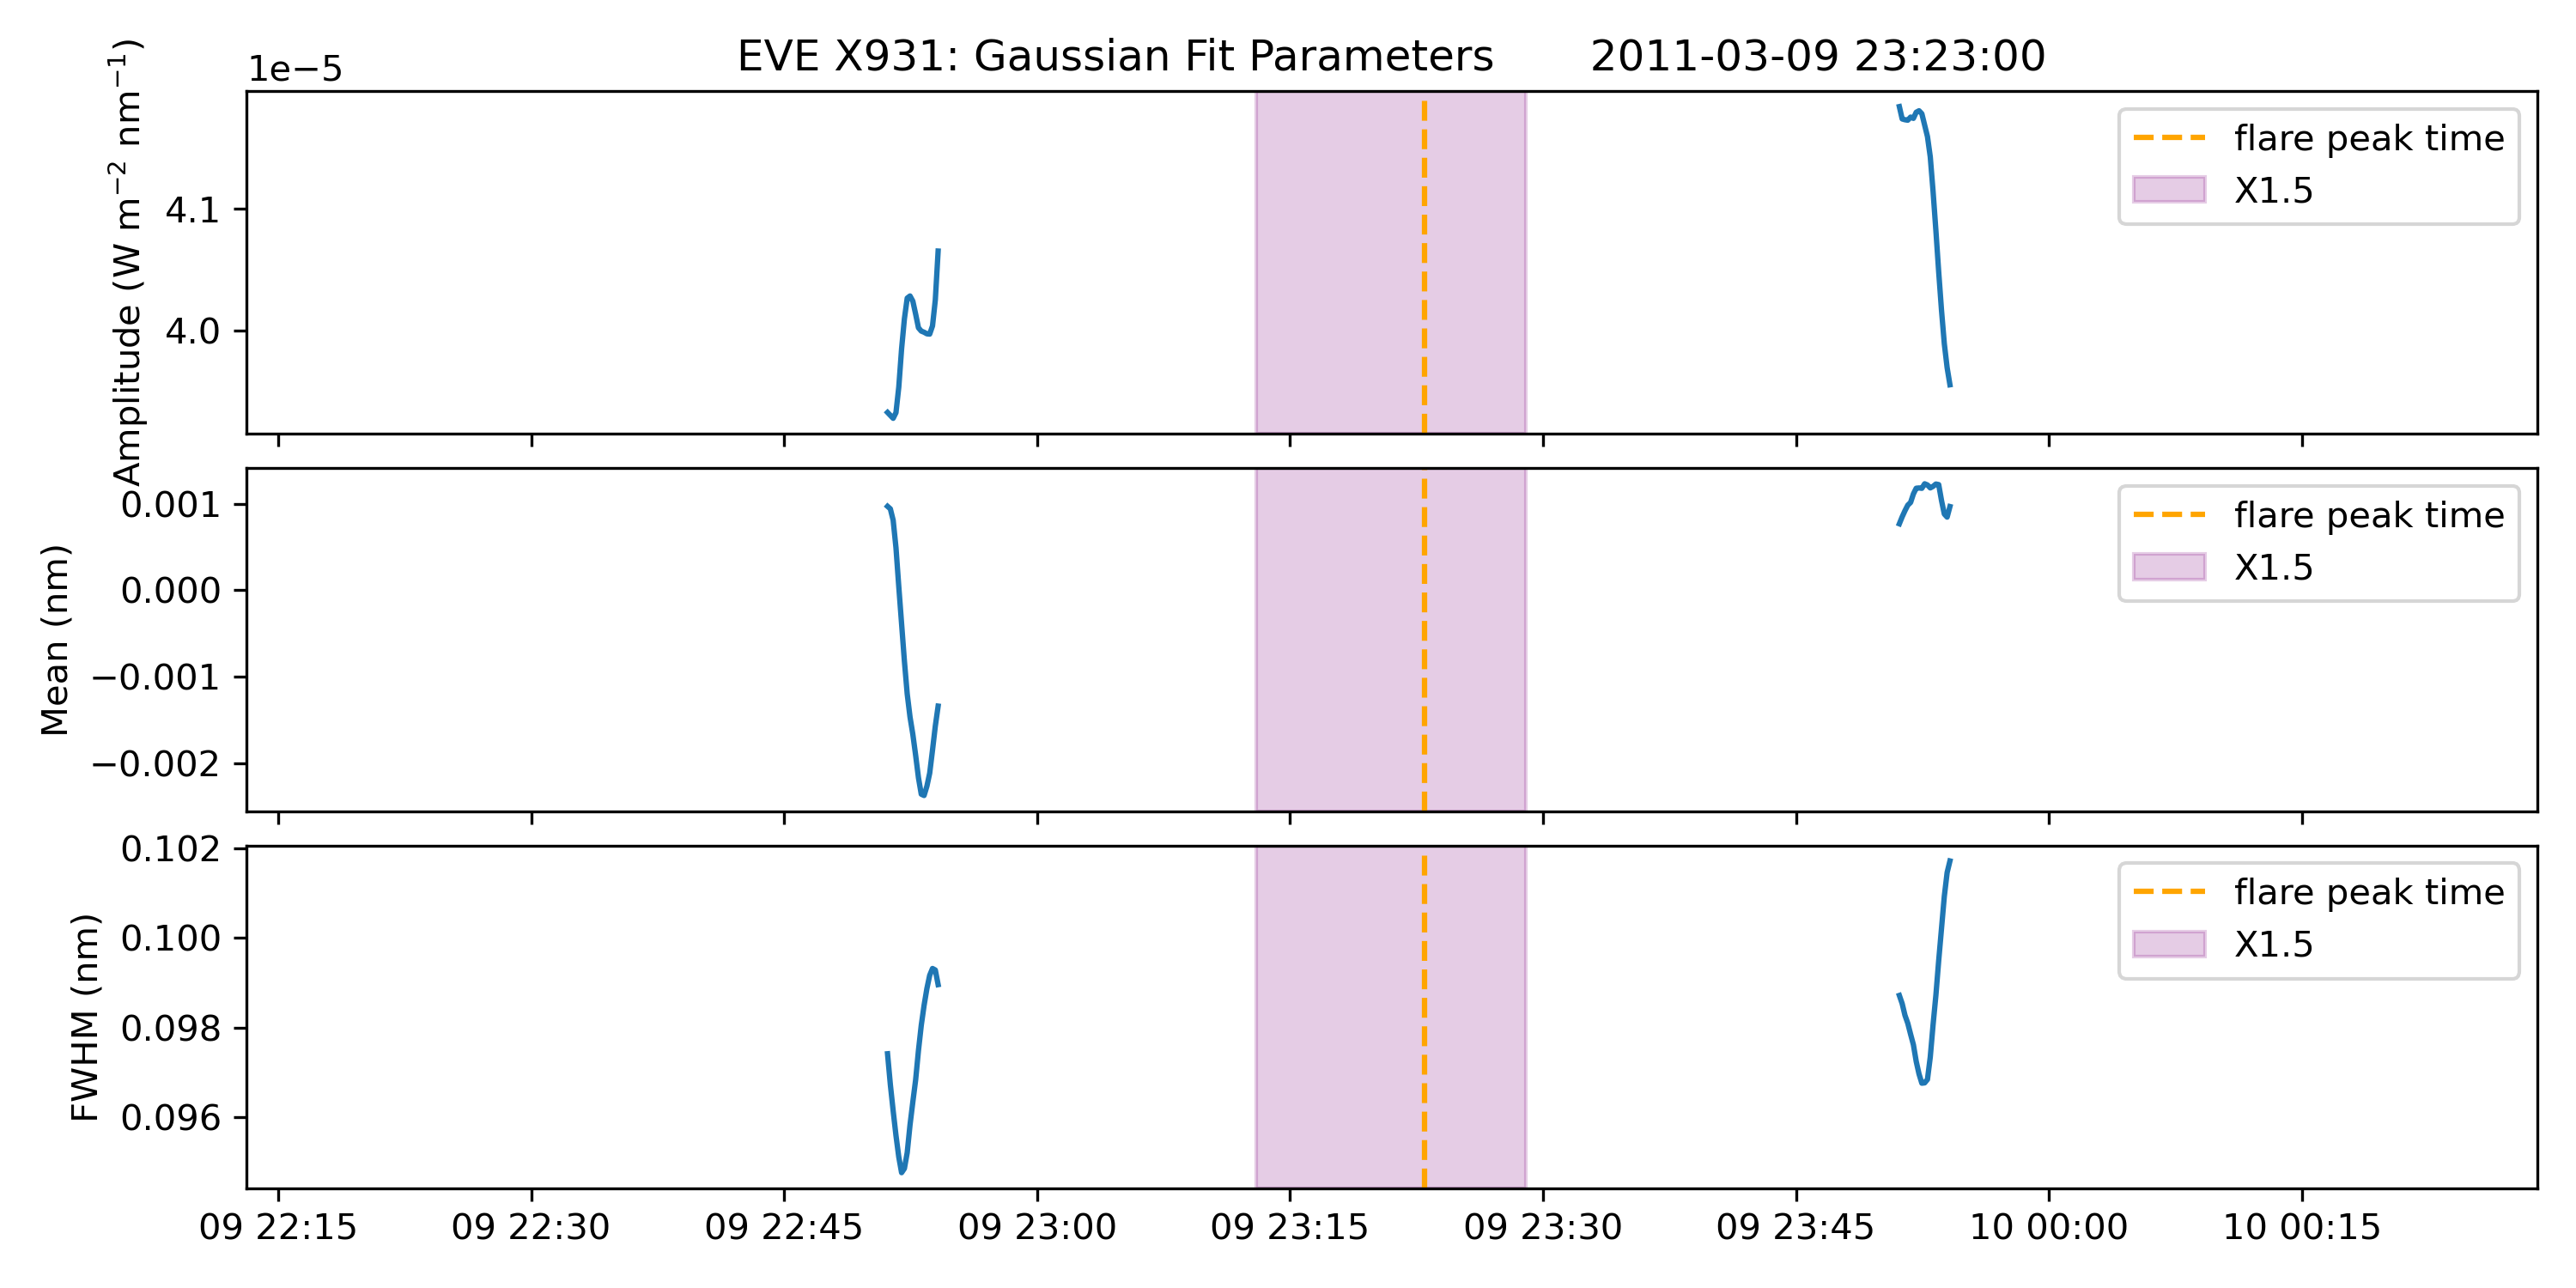 EVE X931: Gaussian Fit Parameters 2011-03-09 23:23:00
1e−5
Amplitude (W m⁻² nm⁻¹)
4.1
4.0
flare peak time
X1.5
Mean (nm)
0.001
0.000
−0.001
−0.002
flare peak time
X1.5
FWHM (nm)
0.102
0.100
0.098
0.096
flare peak time
X1.5
09 22:15 09 22:30 09 22:45 09 23:00 09 23:15 09 23:30 09 23:45 10 00:00 10 00:15